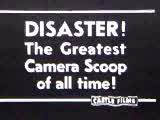 DISASTER!
The Greatest
Camera Scoop
of all time!
CASTLE FILMS